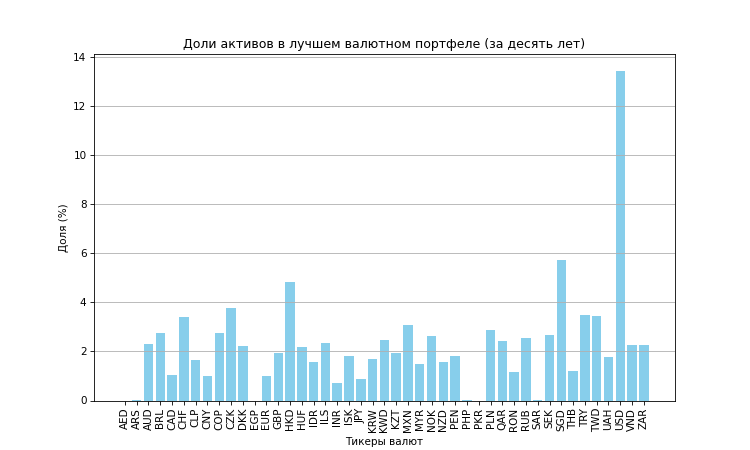 Доли активов в лучшем валютном портфеле (за десять лет)
Доля (%)
14
12
10
8
6
4
2
0
AED ARS AUD BRL CAD CHF CLP CNY COP CZK DKK EGP EUR GBP HKD HUF IDR ILS INR ISK JPY KRW KWD KZT MXN MYR NOK NZD PEN PHP PKR PLN QAR RON RUB SAR SEK SGD THB TRY TWD UAH USD VND ZAR
Тикеры валют